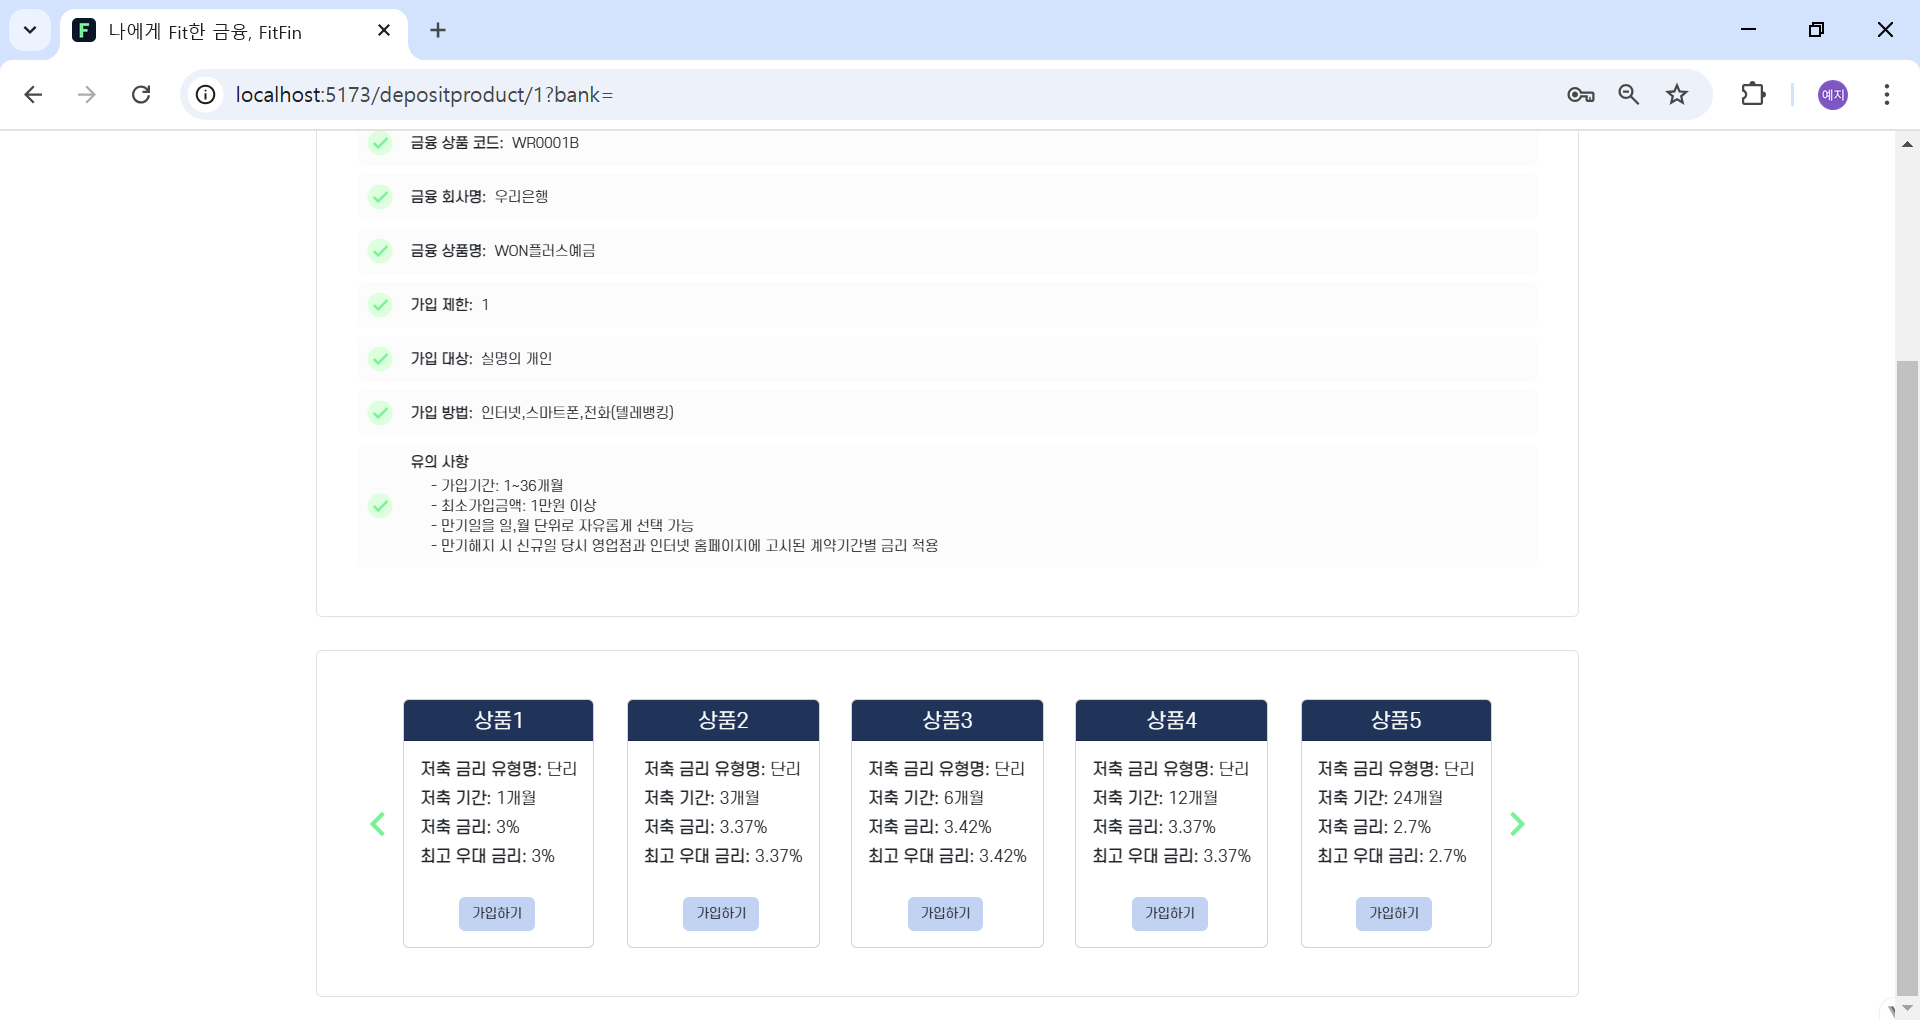 나에게 Fit한 금융, FitFin
localhost:5173/depositproduct/1?bank=
예지
금융 상품 코드: WR0001B
금융 회사명: 우리은행
금융 상품명: WON플러스예금
가입 제한: 1
가입 대상: 실명의 개인
가입 방법: 인터넷,스마트폰,전화(텔레뱅킹)
유의 사항
- 가입기간: 1~36개월
- 최소가입금액: 1만원 이상
- 만기일을 일,월 단위로 자유롭게 선택 가능
- 만기해지 시 신규일 당시 영업점과 인터넷 홈페이지에 고시된 계약기간별 금리 적용
상품1
저축 금리 유형명: 단리
저축 기간: 1개월
저축 금리: 3%
최고 우대 금리: 3%
가입하기
상품2
저축 금리 유형명: 단리
저축 기간: 3개월
저축 금리: 3.37%
최고 우대 금리: 3.37%
가입하기
상품3
저축 금리 유형명: 단리
저축 기간: 6개월
저축 금리: 3.42%
최고 우대 금리: 3.42%
가입하기
상품4
저축 금리 유형명: 단리
저축 기간: 12개월
저축 금리: 3.37%
최고 우대 금리: 3.37%
가입하기
상품5
저축 금리 유형명: 단리
저축 기간: 24개월
저축 금리: 2.7%
최고 우대 금리: 2.7%
가입하기